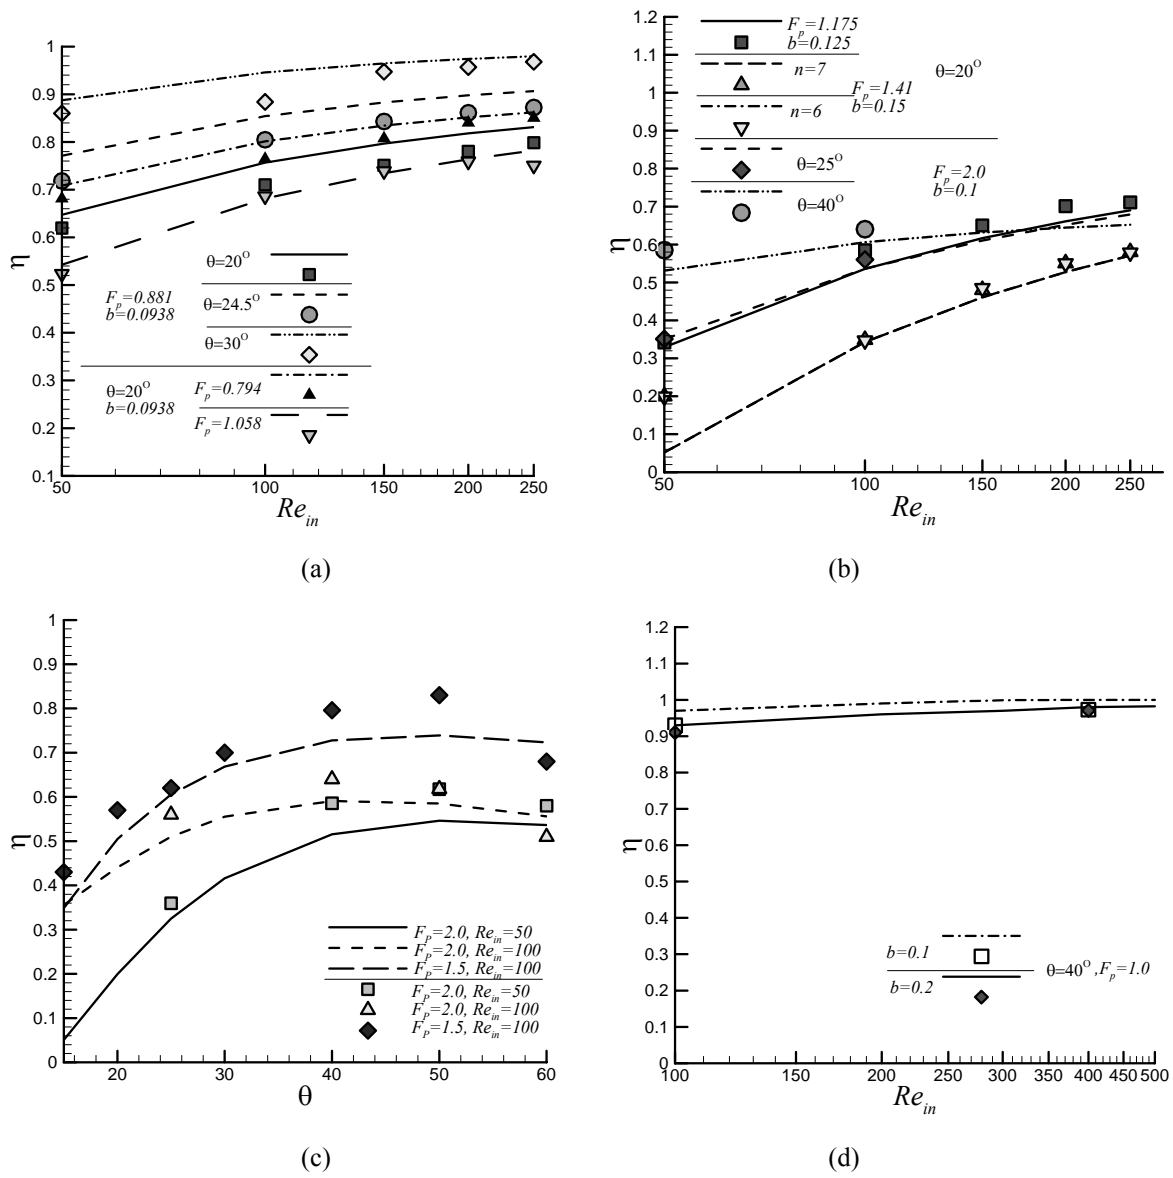 1
0.9
0.8
0.7
0.6
0.5
0.4
0.3
0.2
0.1
η
50 100 150 200 250
Re_in
θ=20°
F_p=0.881
b=0.0938
θ=24.5°
θ=30°
θ=20°
b=0.0938
F_p=0.794
F_p=1.058
(a)
1.2
1.1
1
0.9
0.8
0.7
0.6
0.5
0.4
0.3
0.2
0.1
0
η
50 100 150 200 250
Re_in
F_p=1.175
b=0.125
n=7
θ=20°
F_p=1.41
b=0.15
n=6
θ=25°
F_p=2.0
b=0.1
θ=40°
(b)
1
0.9
0.8
0.7
0.6
0.5
0.4
0.3
0.2
0.1
0
η
20 30 40 50 60
θ
F_P=2.0, Re_in=50
F_P=2.0, Re_in=100
F_P=1.5, Re_in=100
F_P=2.0, Re_in=50
F_P=2.0, Re_in=100
F_P=1.5, Re_in=100
(c)
1.2
1.1
1
0.9
0.8
0.7
0.6
0.5
0.4
0.3
0.2
0.1
0
η
100 150 200 250 300 350 400 450 500
Re_in
b=0.1
θ=40°, F_p=1.0
b=0.2
(d)